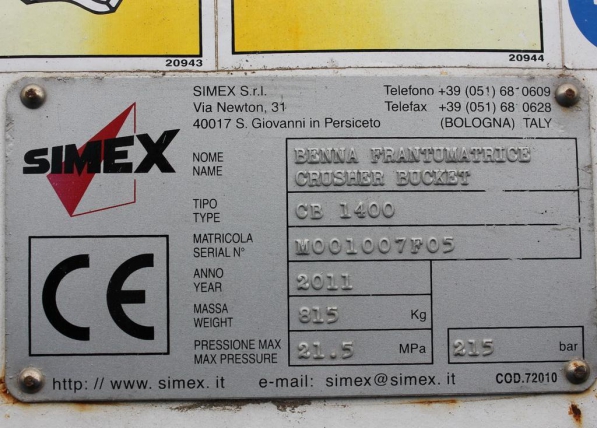 20943
20944
SIMEX S.r.l.
Via Newton, 31
40017 S. Giovanni in Persiceto
Telefono +39 (051) 68 0609
Telefax +39 (051) 68 0628
(BOLOGNA) TALY
SIMEX
NOME BENNA FRANTUMATRICE
NAME CRUSHER BUCKET
TIPO
TYPE CB 1400
MATRICOLA
SERIAL N° M001007F05
ANNO
YEAR 2011
MASSA
WEIGHT 815 Kg
PRESSIONE MAX
MAX PRESSURE 21.5 MPa 215 bar
CE
http: // www. simex. it e-mail: simex@simex. it COD.72010